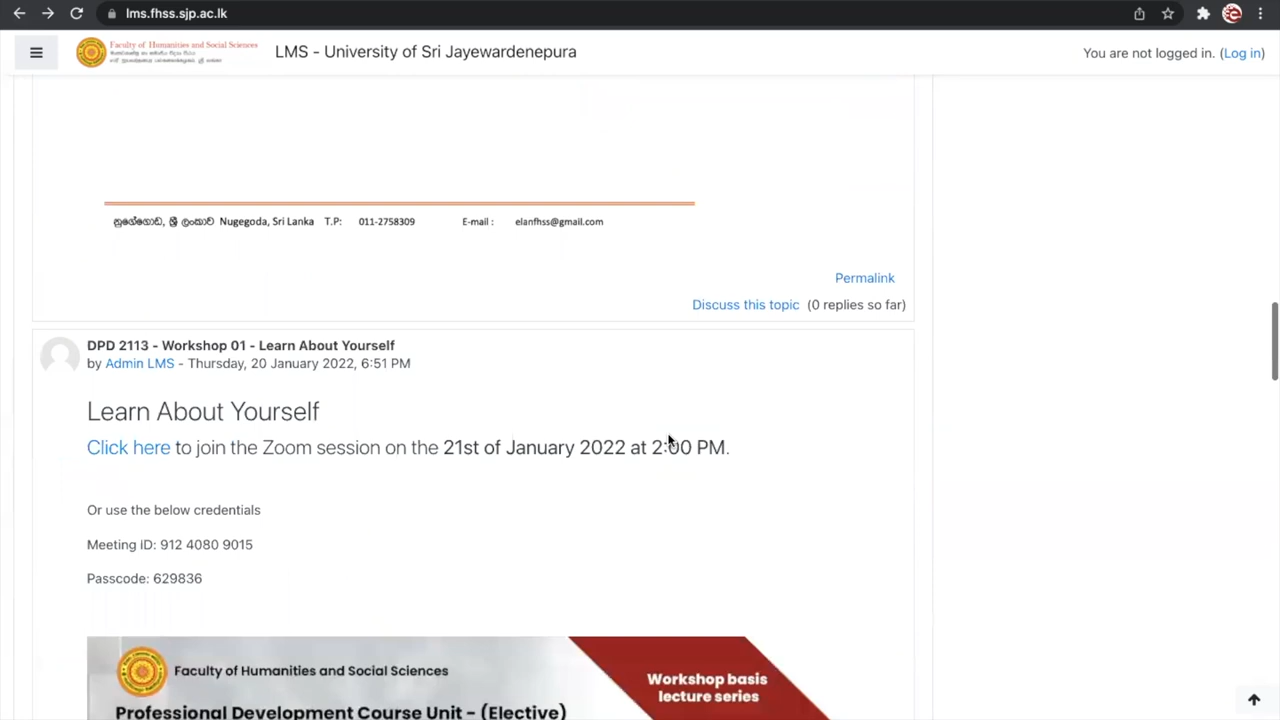 lms.fhss.sjp.ac.lk
Faculty of Humanities and Social Sciences
LMS - University of Sri Jayewardenepura
You are not logged in. (Log in)
නුගේගොඩ, ශ්‍රී ලංකාව Nugegoda, Sri Lanka T.P: 011-2758309 E-mail : elanfhss@gmail.com
Permalink
Discuss this topic (0 replies so far)
DPD 2113 - Workshop 01 - Learn About Yourself
by Admin LMS - Thursday, 20 January 2022, 6:51 PM
Learn About Yourself
Click here to join the Zoom session on the 21st of January 2022 at 2:00 PM.
Or use the below credentials
Meeting iD: 912 4080 9015
Passcode: 629836
Faculty of Humanities and Social Sciences
Workshop basis
lecture series
Professional Development Course Unit - (Elective)